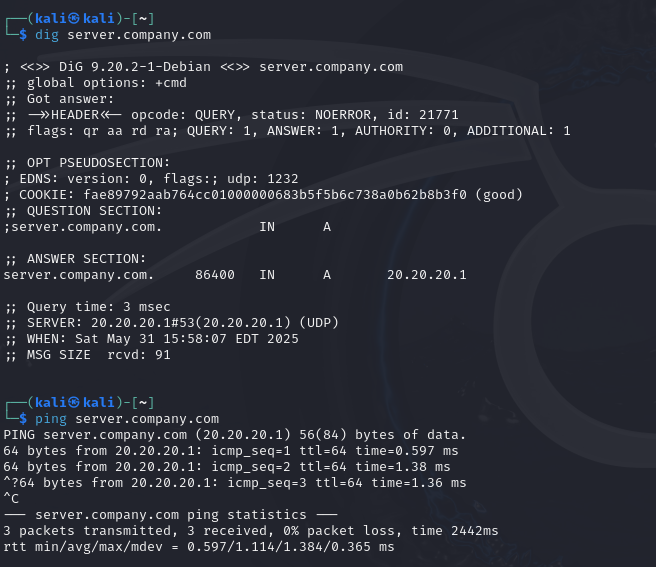 ┌──(kali㉿kali)-[~]
└─$ dig server.company.com

; <<>> DiG 9.20.2-1-Debian <<>> server.company.com
;; global options: +cmd
;; Got answer:
;; ->>HEADER<<- opcode: QUERY, status: NOERROR, id: 21771
;; flags: qr aa rd ra; QUERY: 1, ANSWER: 1, AUTHORITY: 0, ADDITIONAL: 1

;; OPT PSEUDOSECTION:
; EDNS: version: 0, flags:; udp: 1232
; COOKIE: fae89792aab764cc01000000683b5f5b6c738a0b62b8b3f0 (good)
;; QUESTION SECTION:
;server.company.com.		IN	A

;; ANSWER SECTION:
server.company.com.	86400	IN	A	20.20.20.1

;; Query time: 3 msec
;; SERVER: 20.20.20.1#53(20.20.20.1) (UDP)
;; WHEN: Sat May 31 15:58:07 EDT 2025
;; MSG SIZE  rcvd: 91

┌──(kali㉿kali)-[~]
└─$ ping server.company.com
PING server.company.com (20.20.20.1) 56(84) bytes of data.
64 bytes from 20.20.20.1: icmp_seq=1 ttl=64 time=0.597 ms
64 bytes from 20.20.20.1: icmp_seq=2 ttl=64 time=1.38 ms
^?64 bytes from 20.20.20.1: icmp_seq=3 ttl=64 time=1.36 ms
^C
--- server.company.com ping statistics ---
3 packets transmitted, 3 received, 0% packet loss, time 2442ms
rtt min/avg/max/mdev = 0.597/1.114/1.384/0.365 ms